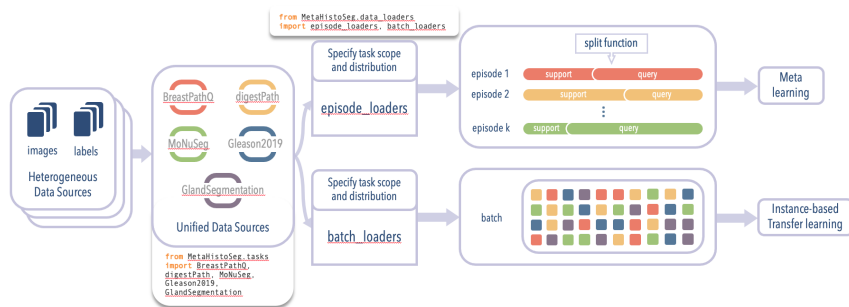 from MetaHistoSeg.data_loaders
import episode_loaders, batch_loaders
images
labels
Heterogeneous
Data Sources
BreastPathQ
digestPath
MoNuSeg
Gleason2019
GlandSegmentation
Unified Data Sources
from MetaHistoSeg.tasks
import BreastPathQ,
digestPath, MoNuSeg,
Gleason2019,
GlandSegmentation
Specify task scope
and distribution
episode_loaders
Specify task scope
and distribution
batch_loaders
split function
episode 1
support
query
episode 2
support
query
episode k
support
query
batch
Meta
learning
Instance-based
Transfer learning